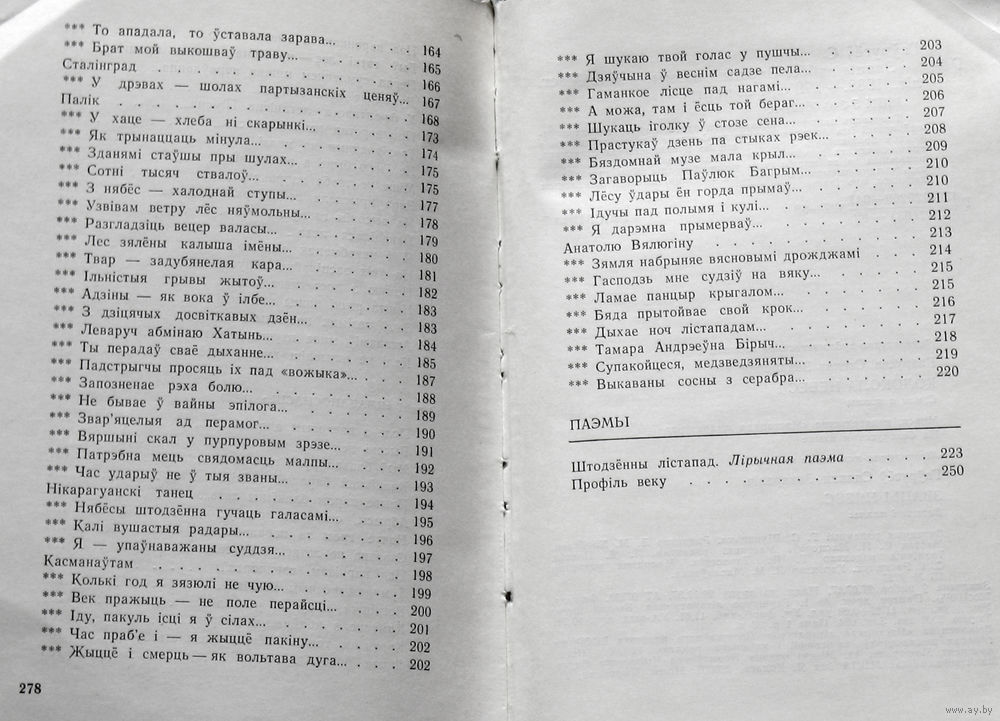 *** То ападала, то ўставала зарава... . . . . 164
*** Брат мой выкошваў траву... . . . . . 165
Сталінград . . . . . . . . . . . 166
*** У дрэвах — шолах партызанскіх ценяў... 167
Палік . . . . . . . . . . . . 168
*** У хаце — хлеба ні скарынкі... . . . . 173
*** Як трынаццаць мінула... . . . . . . 174
*** Зданямі стаўшы пры шулах... . . . . . 175
*** Сотні тысяч ствалоў... . . . . . . . 175
*** З нябёс — халоднай ступы... . . . . . 177
*** Узвівам ветру лёс няўмольны... . . . . 178
*** Разгладзіць вецер валасы... . . . . . 179
*** Лес зялёны калыша імёны... . . . . . 180
*** Твар — задубянелая кара... . . . . . 181
*** Ільністыя грывы жытоў... . . . . . . 182
*** Адзіны — як вока ў ілбе... . . . . . . 183
*** З дзіцячых досвіткавых дзён... . . . . 183
*** Леваруч абмінаю Хатынь... . . . . . . 184
*** Ты перадаў сваё дыханне... . . . . . 185
*** Падстрыгчы просяць іх пад «вожыка»... . . . 187
*** Запозненае рэха болю... . . . . . . 188
*** Не бывае ў вайны эпілога... . . . . . 189
*** Звар'яцелыя ад перамог... . . . . . . 190
*** Вяршыні скал у пурпуровым зрэзе... . . . 191
*** Патрэбна мець свядомасць малпы... . . . 192
*** Час ударыў не ў тыя званы... . . . . . 193
Нікарагуанскі танец . . . . . . . . . 194
*** Нябёсы штодзённа гучаць галасамі... . . . 195
*** Калі вушастыя радары... . . . . . . 196
*** Я — упаўнаважаны суддзя... . . . . . 197
Касманаўтам . . . . . . . . . . . 198
*** Колькі год я зязюлі не чую... . . . . . 199
*** Век пражыць — не поле перайсці... . . . 200
*** Іду, пакуль ісці я ў сілах... . . . . . . 201
*** Час праб'е і — я жыццё пакіну... . . . . 202
*** Жыццё і смерць — як вольтава дуга... . . . 202
278
*** Я шукаю твой голас у пушчы... . . . . 203
*** Дзяўчына ў веснім садзе пела... . . . . 204
*** Гаманкое лісце пад нагамі... . . . . . 205
*** А можа, там і ёсць той бераг... . . . . 206
*** Шукаць іголку ў стозе сена... . . . . . 207
*** Прастукаў дзень па стыках рэек... . . . 208
*** Бяздомнай музе мала крыл... . . . . . 209
*** Загаворыць Паўлюк Багрым... . . . . . 210
*** Лёсу ўдары ён горда прымаў... . . . . 210
*** Ідучы пад полымя і кулі... . . . . . . 211
*** Я дарэмна прымерваў... . . . . . . 212
Анатолю Вялюгіну . . . . . . . . . 213
*** Зямля набрыняе вясновымі дрожджамі . . . 214
*** Гасподзь мне судзіў на вяку... . . . . . 215
*** Ламае панцыр крыгалом... . . . . . . 215
*** Бяда прытойвае свой крок... . . . . . 216
*** Дыхае ноч лістападам... . . . . . . 217
*** Тамара Андрэеўна Бірыч... . . . . . . 218
*** Супакойцеся, медзведзяняты... . . . . . 219
*** Выкаваны сосны з серабра... . . . . . . 220
ПАЭМЫ
Штодзённы лістапад. Лірычная паэма . . . . 223
Профіль веку . . . . . . . . . . . 250
www.ay.by